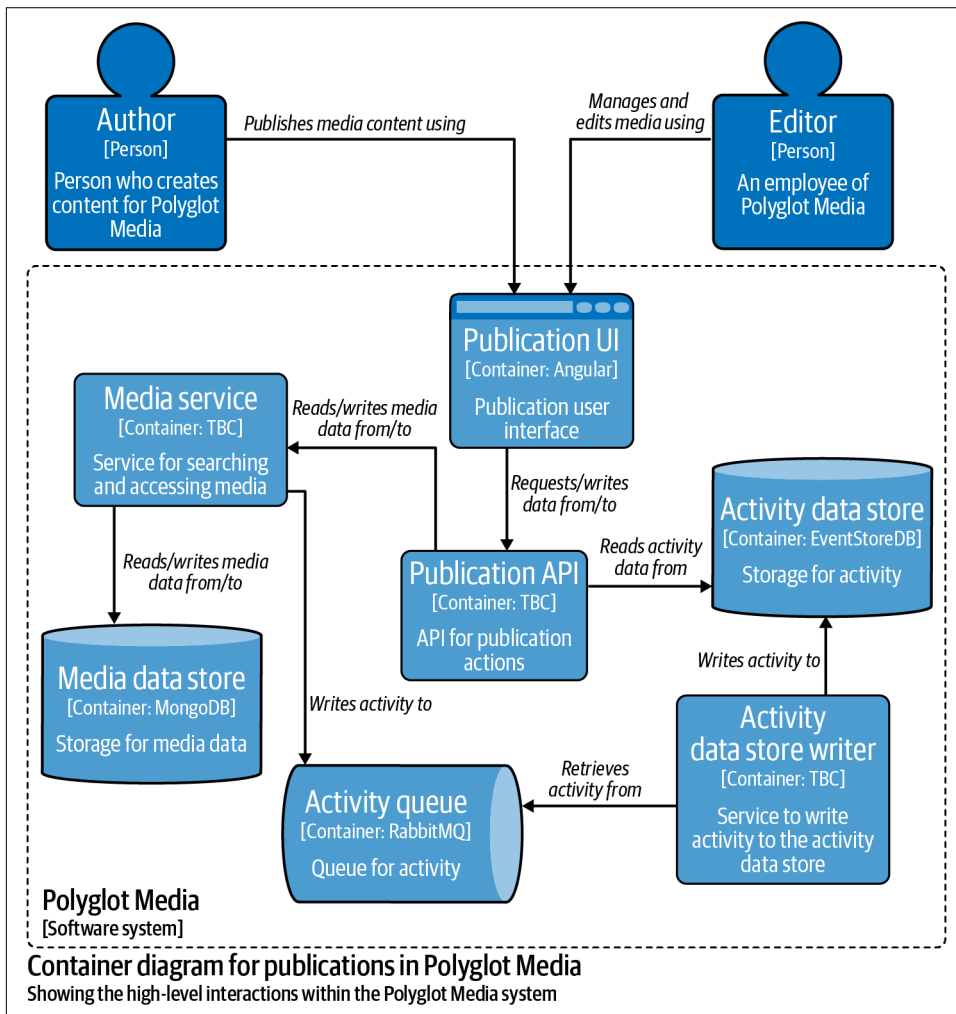 Author
[Person]
Person who creates
content for Polyglot
Media
Publishes media content using
Manages and
edits media using
Editor
[Person]
An employee of
Polyglot Media
Publication UI
[Container: Angular]
Publication user
interface
Media service
[Container: TBC]
Service for searching
and accessing media
Reads/writes media
data from/to
Requests/writes
data from/to
Activity data store
[Container: EventStoreDB]
Storage for activity
Reads/writes media
data from/to
Publication API
[Container: TBC]
API for publication
actions
Reads activity
data from
Media data store
[Container: MongoDB]
Storage for media data
Writes activity to
Writes activity to
Activity
data store writer
[Container: TBC]
Service to write
activity to the activity
data store
Retrieves
activity from
Activity queue
[Container: RabbitMQ]
Queue for activity
Polyglot Media
[Software system]
Container diagram for publications in Polyglot Media
Showing the high-level interactions within the Polyglot Media system